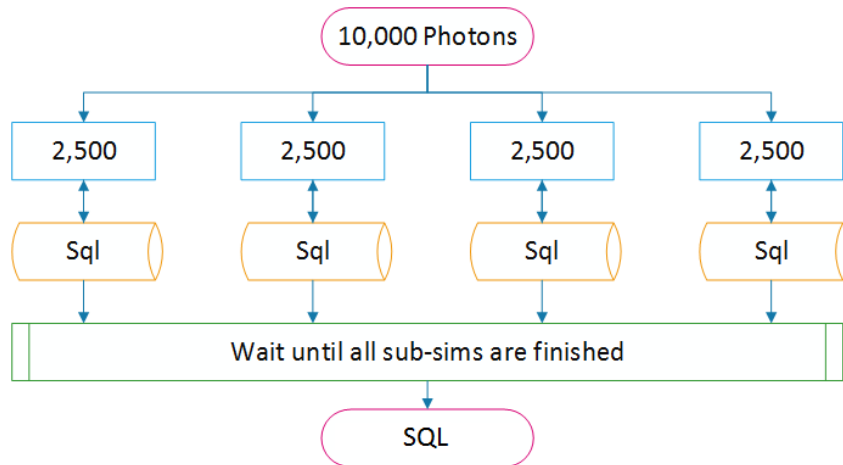 10,000 Photons
2,500
2,500
2,500
2,500
Sql
Sql
Sql
Sql
Wait until all sub-sims are finished
SQL